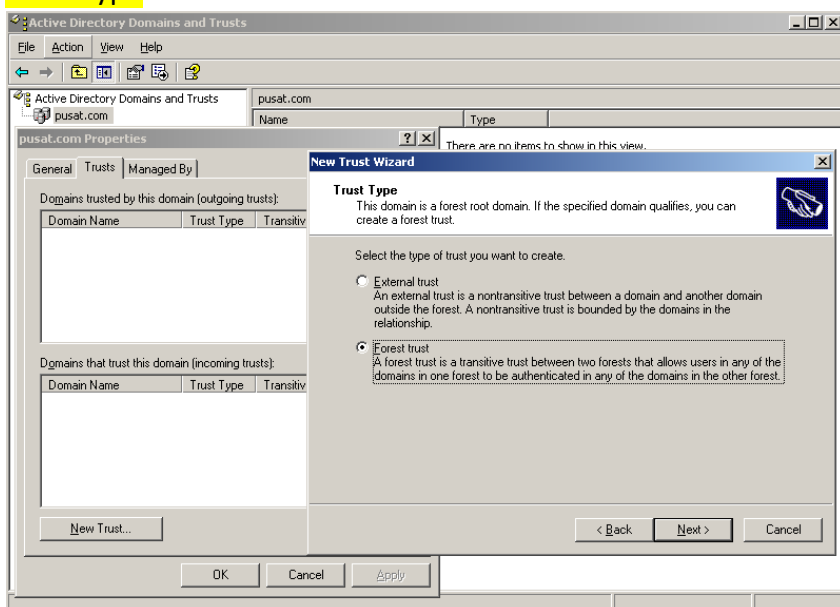 Active Directory Domains and Trusts
File Action View Help
Active Directory Domains and Trusts
pusat.com
pusat.com
Name Type
There are no items to show in this view.
pusat.com Properties
General Trusts Managed By
Domains trusted by this domain (outgoing trusts):
Domain Name Trust Type Transitiv
Domains that trust this domain (incoming trusts):
Domain Name Trust Type Transitiv
New Trust...
OK Cancel Apply
New Trust Wizard
Trust Type
This domain is a forest root domain. If the specified domain qualifies, you can
create a forest trust.
Select the type of trust you want to create.
External trust
An external trust is a nontransitive trust between a domain and another domain
outside the forest. A nontransitive trust is bounded by the domains in the
relationship.
Forest trust
A forest trust is a transitive trust between two forests that allows users in any of the
domains in one forest to be authenticated in any of the domains in the other forest.
< Back Next > Cancel